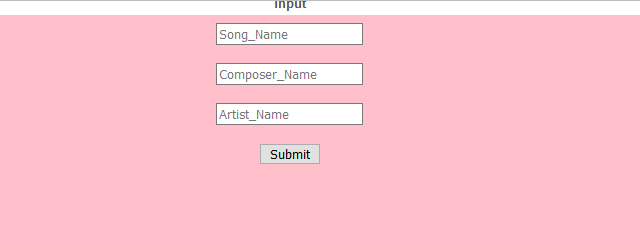 Input
Song_Name
Composer_Name
Artist_Name
Submit